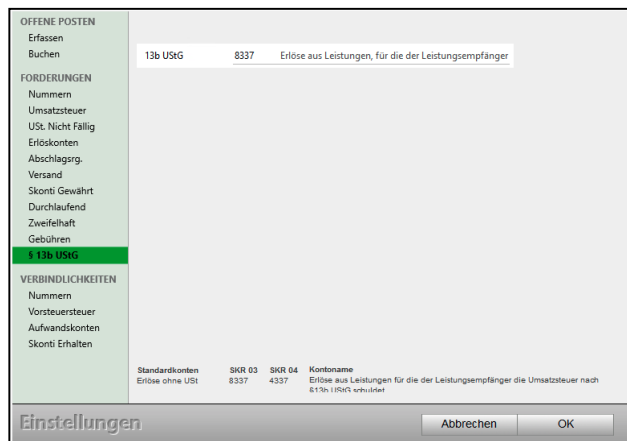 OFFENE POSTEN
Erfassen
Buchen
FORDERUNGEN
Nummern
Umsatzsteuer
USt. Nicht Fällig
Erlöskonten
Abschlagsrg.
Versand
Skonti Gewährt
Durchlaufend
Zweifelhaft
Gebühren
§ 13b UStG
VERBINDLICHKEITEN
Nummern
Vorsteuersteuer
Aufwandskonten
Skonti Erhalten
13b UStG 8337 Erlöse aus Leistungen, für die der Leistungsempfänger
Standardkonten SKR 03 SKR 04 Kontoname
Erlöse ohne USt 8337 4337 Erlöse aus Leistungen für die der Leistungsempfänger die Umsatzsteuer nach
§13b UStG schuldet
Einstellungen
Abbrechen OK